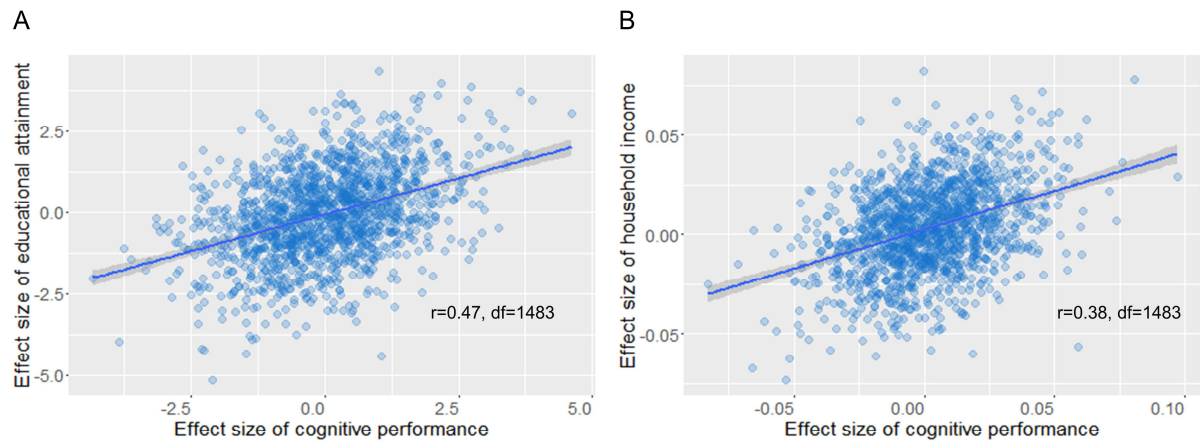 A
Effect size of educational attainment
2.5
0.0
-2.5
-5.0
r=0.47, df=1483
-2.5 0.0 2.5 5.0
Effect size of cognitive performance
B
Effect size of household income
0.05
0.00
-0.05
r=0.38, df=1483
-0.05 0.00 0.05 0.10
Effect size of cognitive performance